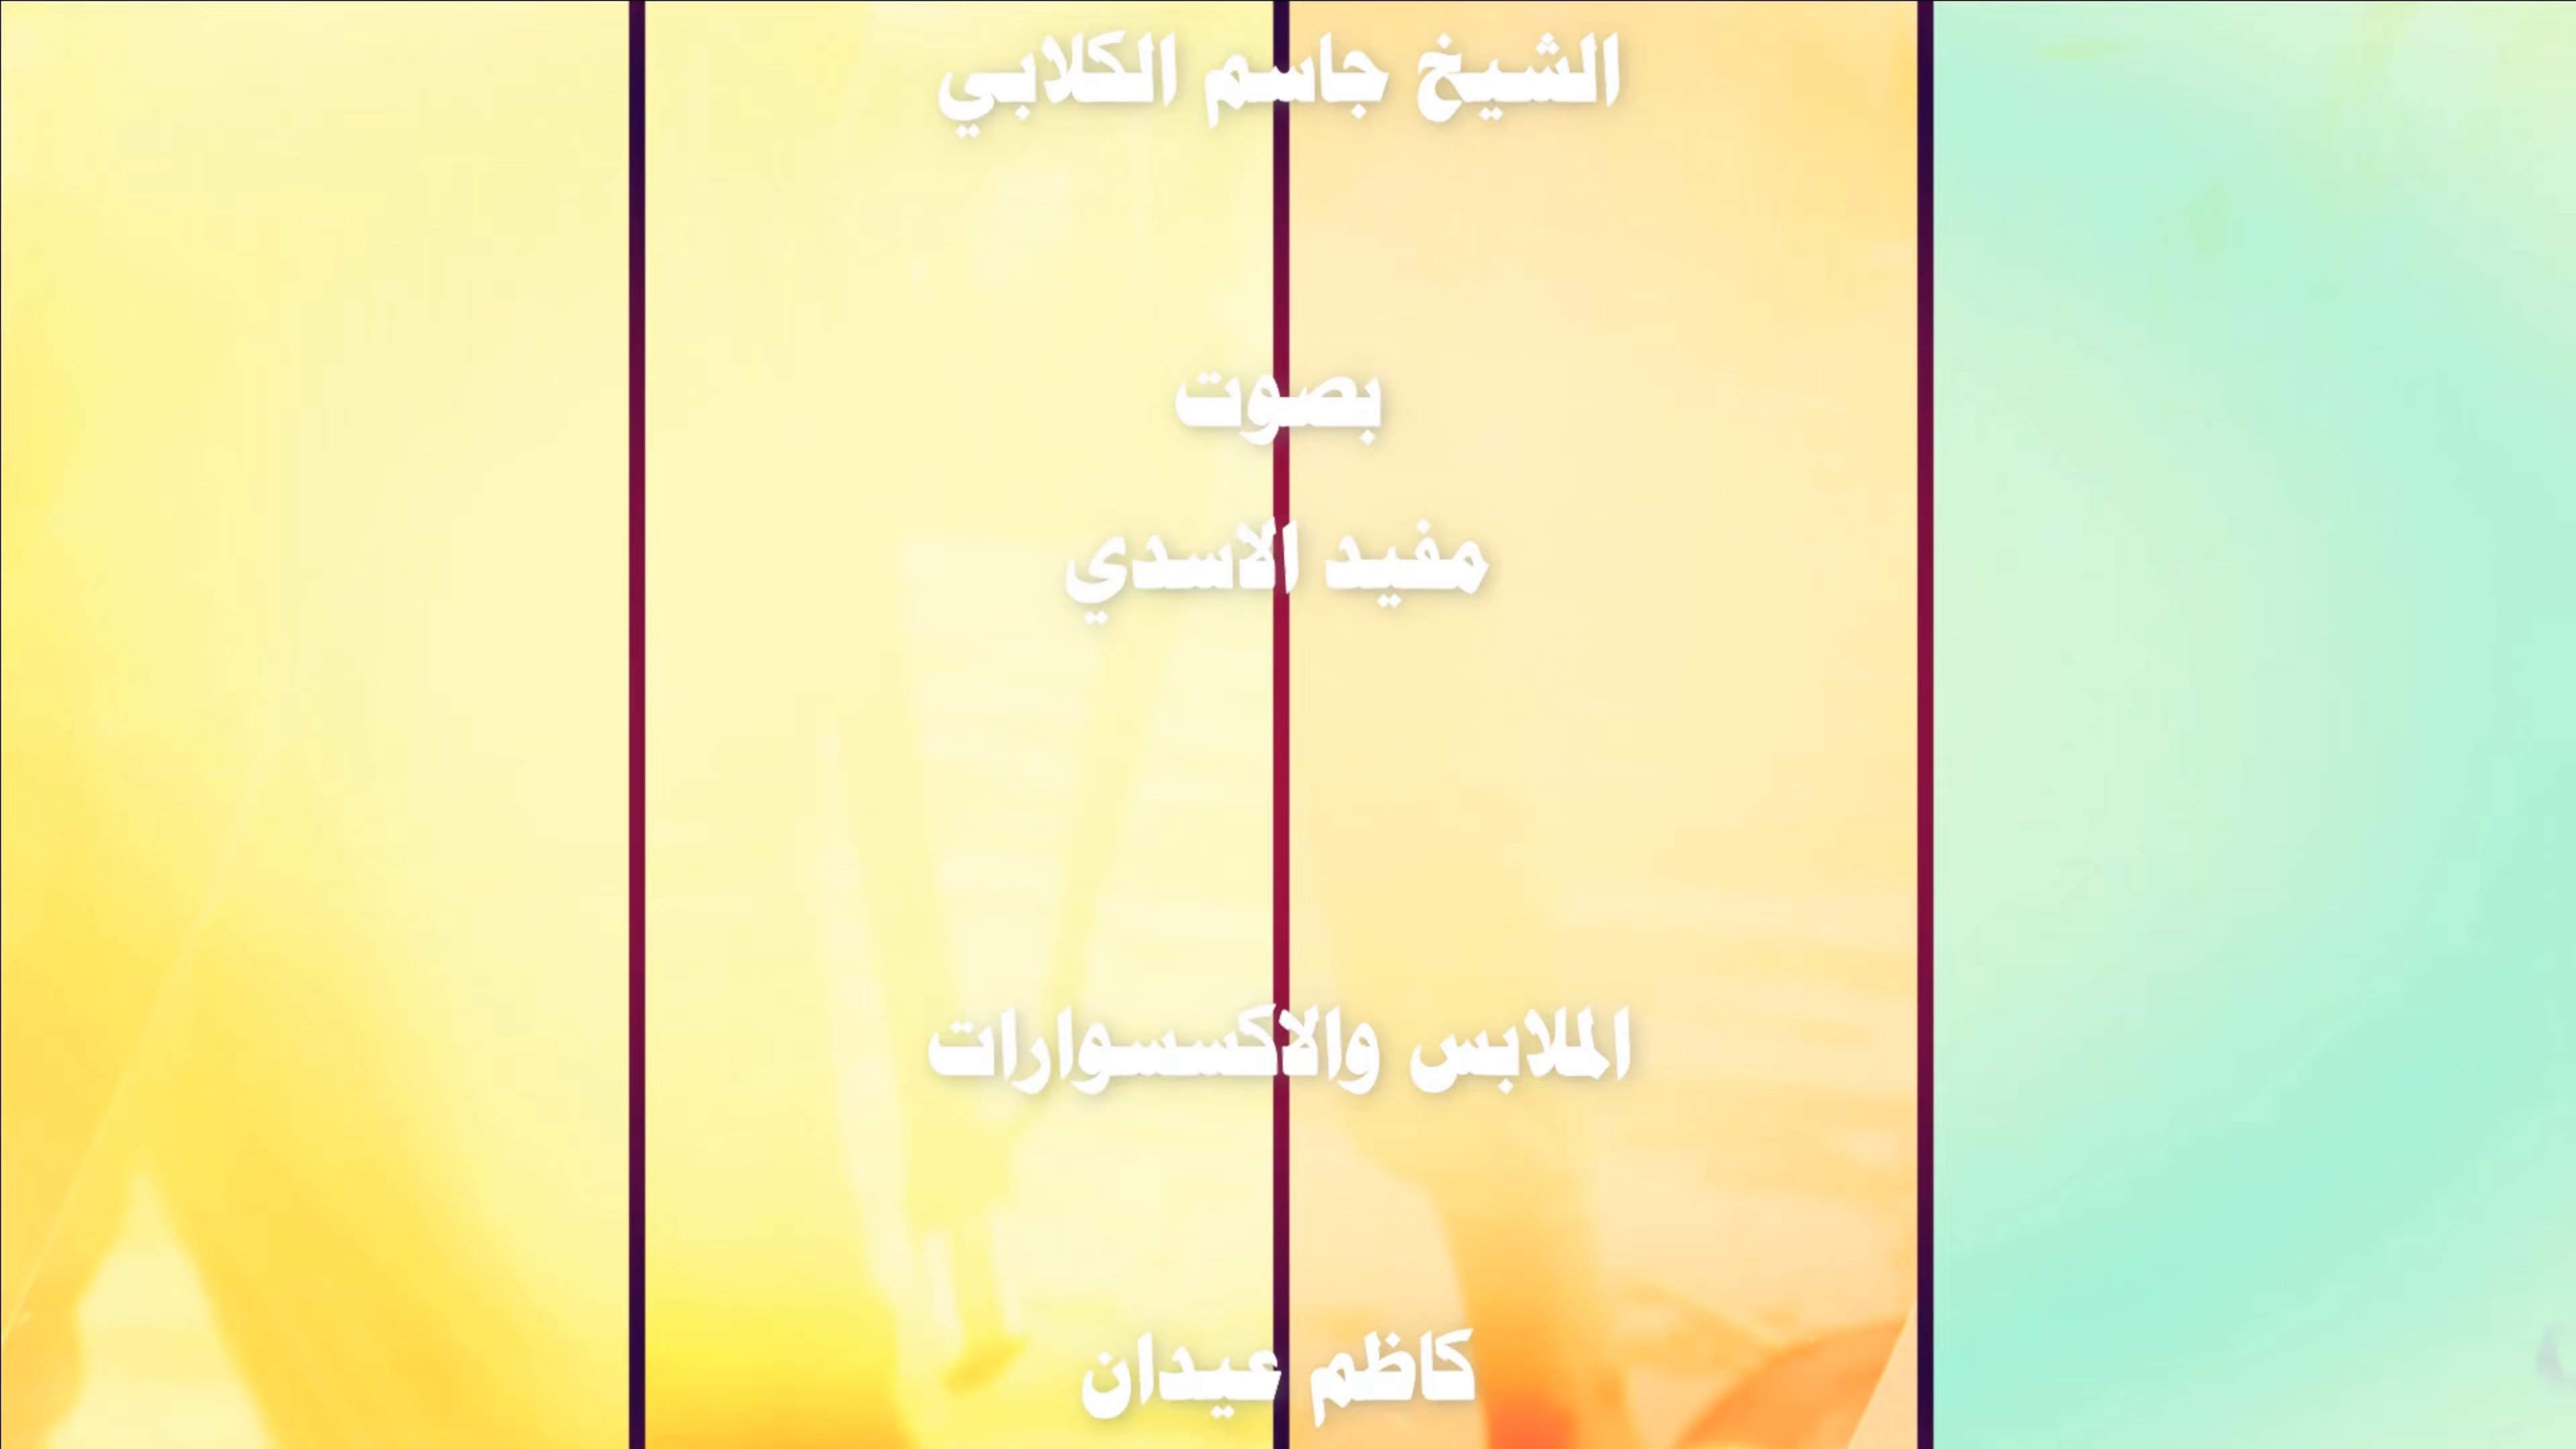 الشيخ جاسم الكلابي
بصوت
مفيد الاسدي
الملابس والاكسسوارات
كاظم عيدان